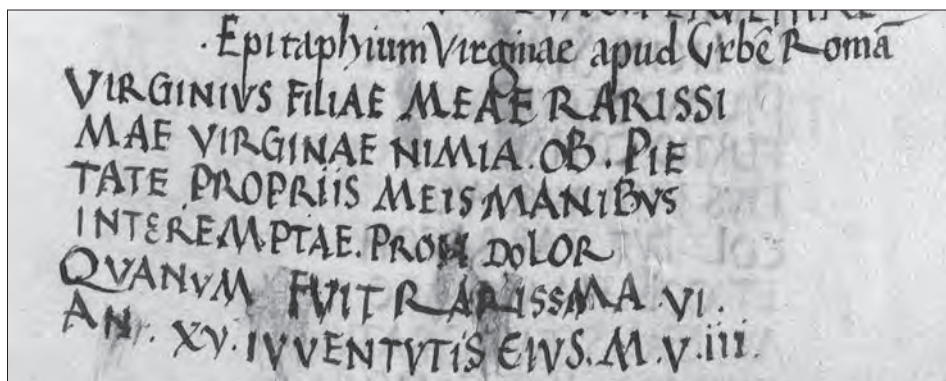 . Epitaphium Virginae apud Urbē Romā
VIRGINIVS FILIAE MEAE RARISSI
MAE VIRGINAE NIMIA . OB . PIE
TATE PROPRIIS MEIS MANIBVS
INTEREMPTAE . PROH DOLOR
QVANVM FVIT RARISSMA VI .
AN . XV . IVVENTVTIS EIVS . M . V . III .